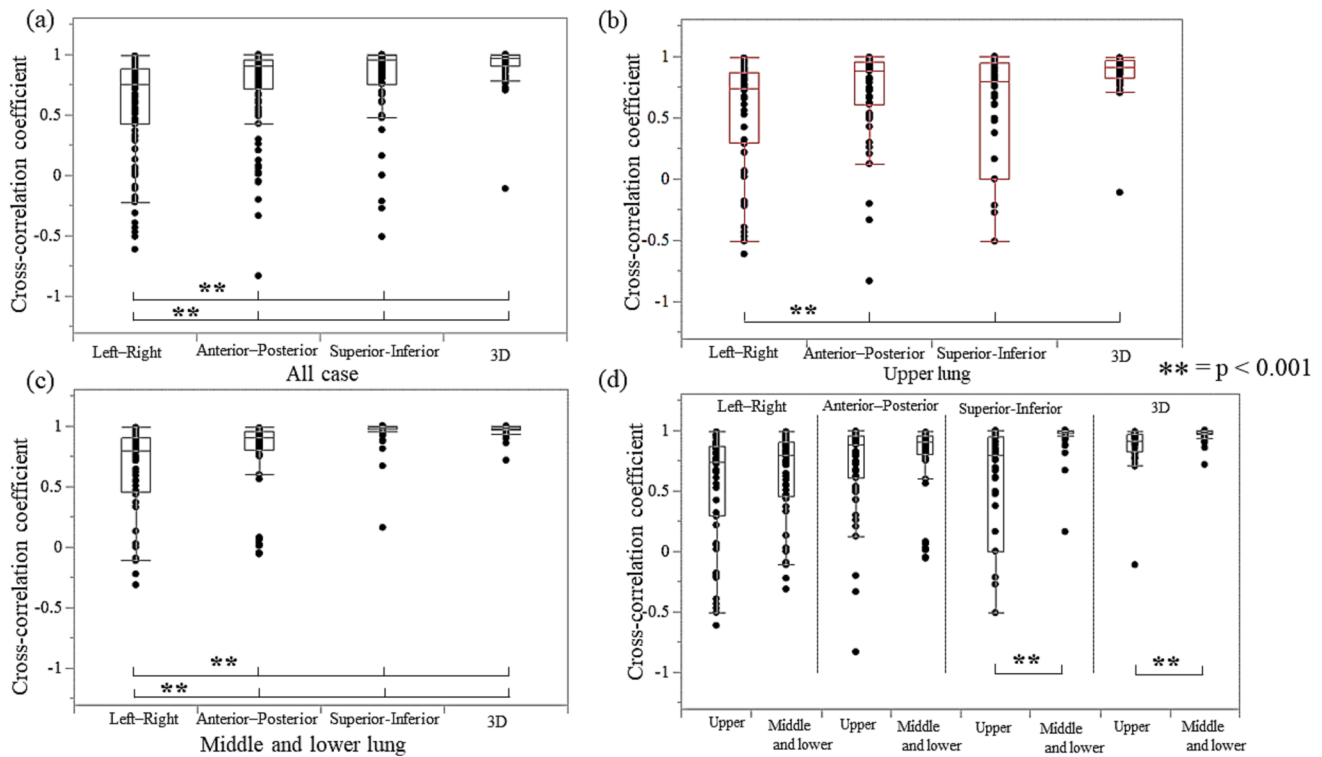 (a)
Cross-correlation coefficient
1
0.5
0
-0.5
-1
**
**
Left–Right
Anterior–Posterior
Superior-Inferior
3D
All case
(b)
Cross-correlation coefficient
1
0.5
0
-0.5
-1
**
Left–Right
Anterior–Posterior
Superior-Inferior
3D
Upper lung
** = p < 0.001
(c)
Cross-correlation coefficient
1
0.5
0
-0.5
-1
**
**
Left–Right
Anterior–Posterior
Superior-Inferior
3D
Middle and lower lung
(d)
Cross-correlation coefficient
1
0.5
0
-0.5
-1
Left–Right
Anterior–Posterior
Superior-Inferior
3D
**
**
Upper
Middle
and lower
Upper
Middle
and lower
Upper
Middle
and lower
Upper
Middle
and lower